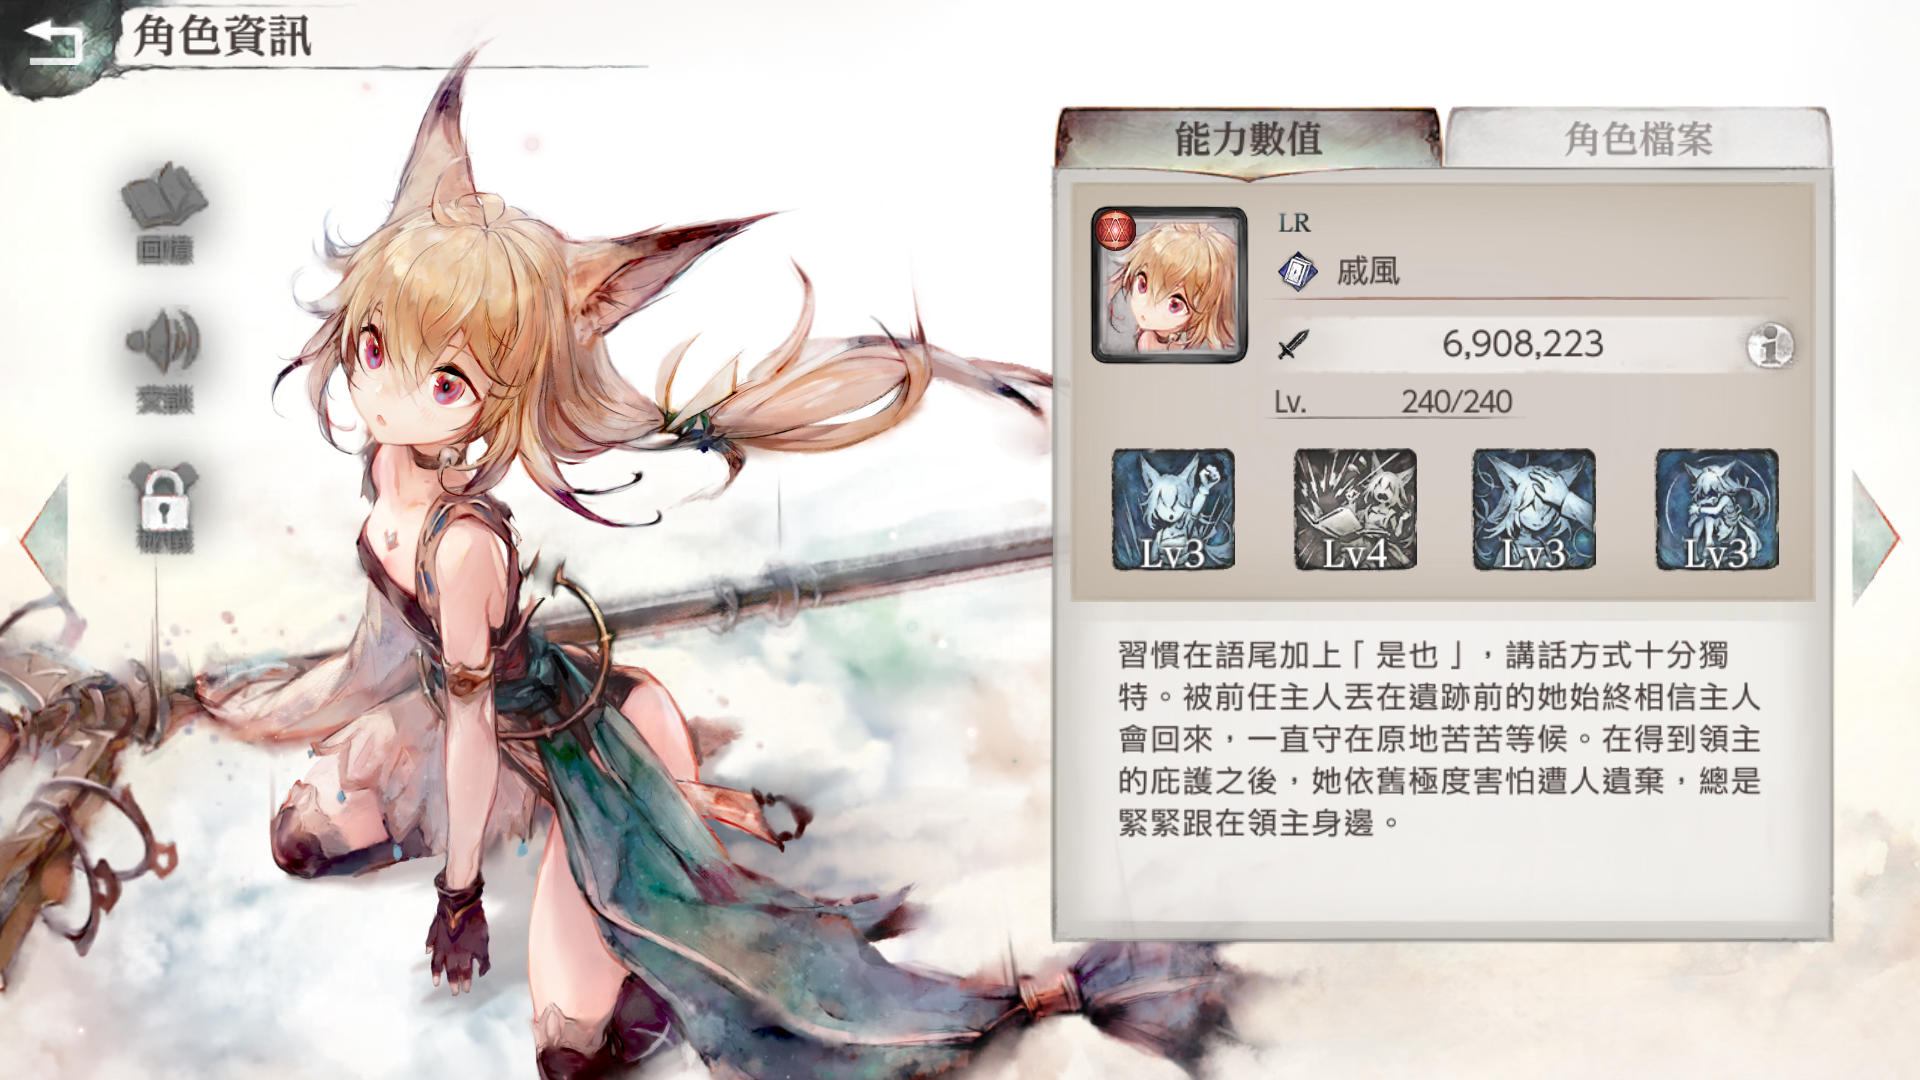 角色資訊
回憶
交談
能力數值
角色檔案
LR
戚風
6,908,223
Lv. 240/240
Lv3
Lv4
Lv3
Lv3
習慣在語尾加上「是也」，講話方式十分獨
特。被前任主人丟在遺跡前的她始終相信主人
會回來，一直守在原地苦苦等候。在得到領主
的庇護之後，她依舊極度害怕遭人遺棄，總是
緊緊跟在領主身邊。